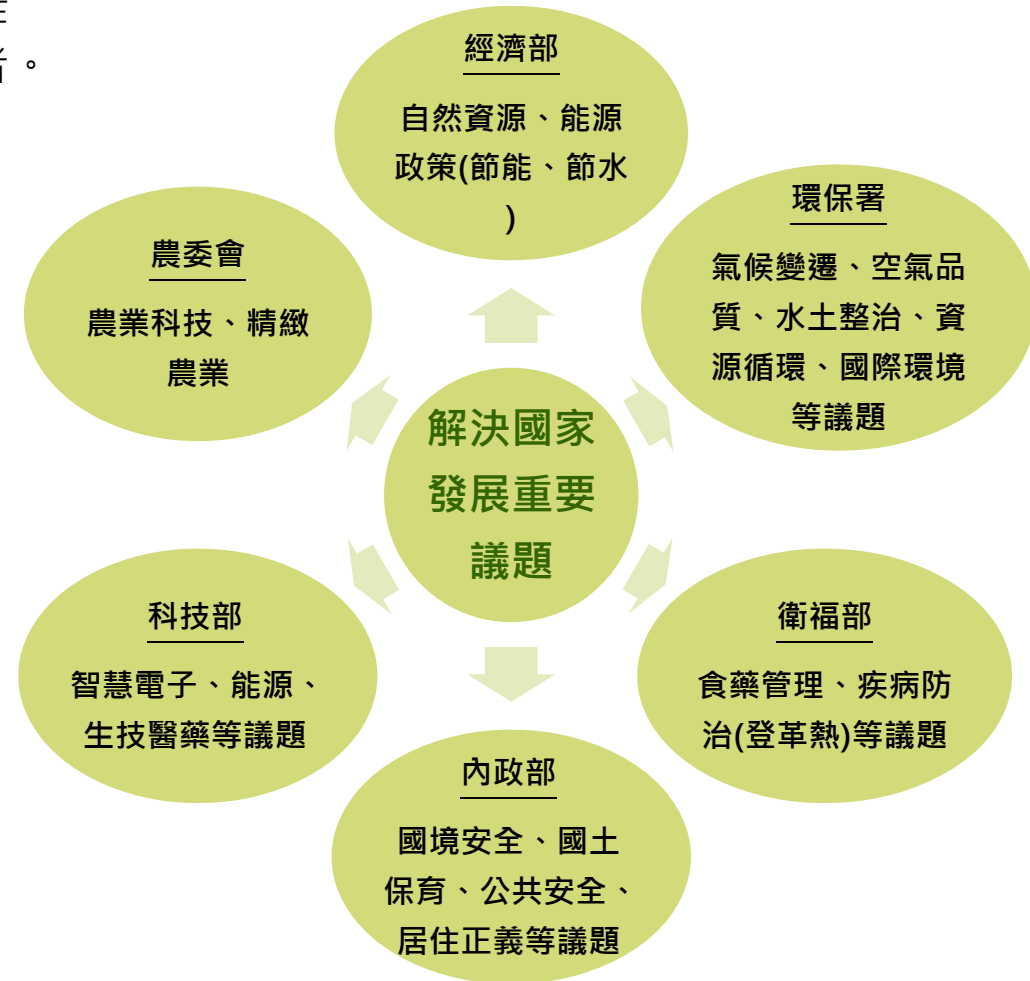 者。
經濟部
自然資源、能源
政策(節能、節水
)
環保署
氣候變遷、空氣品
質、水土整治、資
源循環、國際環境
等議題
農委會
農業科技、精緻
農業
解決國家
發展重要
議題
科技部
智慧電子、能源、
生技醫藥等議題
衛福部
食藥管理、疾病防
治(登革熱)等議題
內政部
國境安全、國土
保育、公共安全、
居住正義等議題